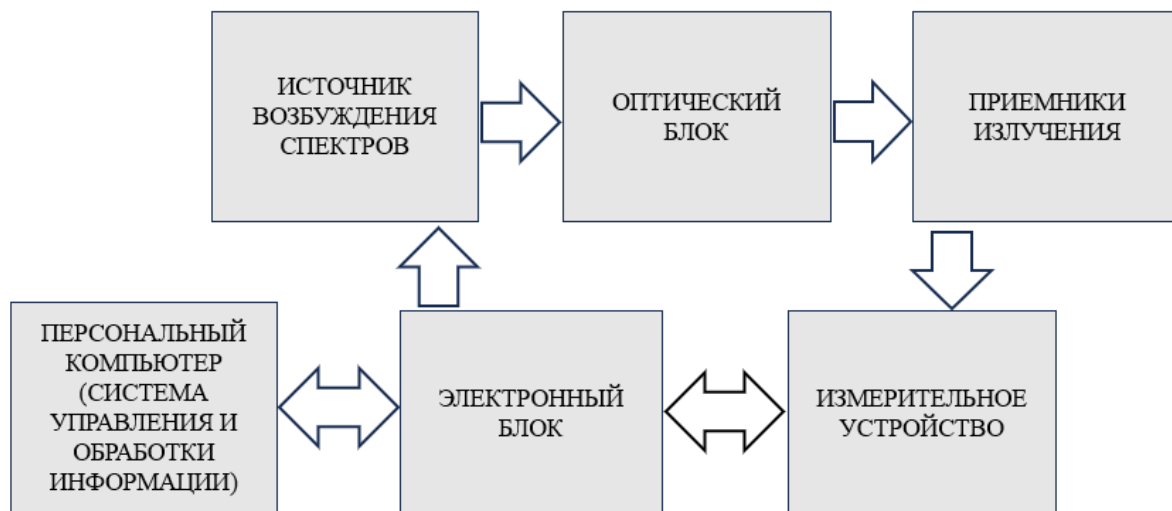 ИСТОЧНИК
ВОЗБУЖДЕНИЯ
СПЕКТРОВ
ОПТИЧЕСКИЙ
БЛОК
ПРИЕМНИКИ
ИЗЛУЧЕНИЯ
ПЕРСОНАЛЬНЫЙ
КОМПЬЮТЕР
(СИСТЕМА
УПРАВЛЕНИЯ И
ОБРАБОТКИ
ИНФОРМАЦИИ)
ЭЛЕКТРОННЫЙ
БЛОК
ИЗМЕРИТЕЛЬНОЕ
УСТРОЙСТВО